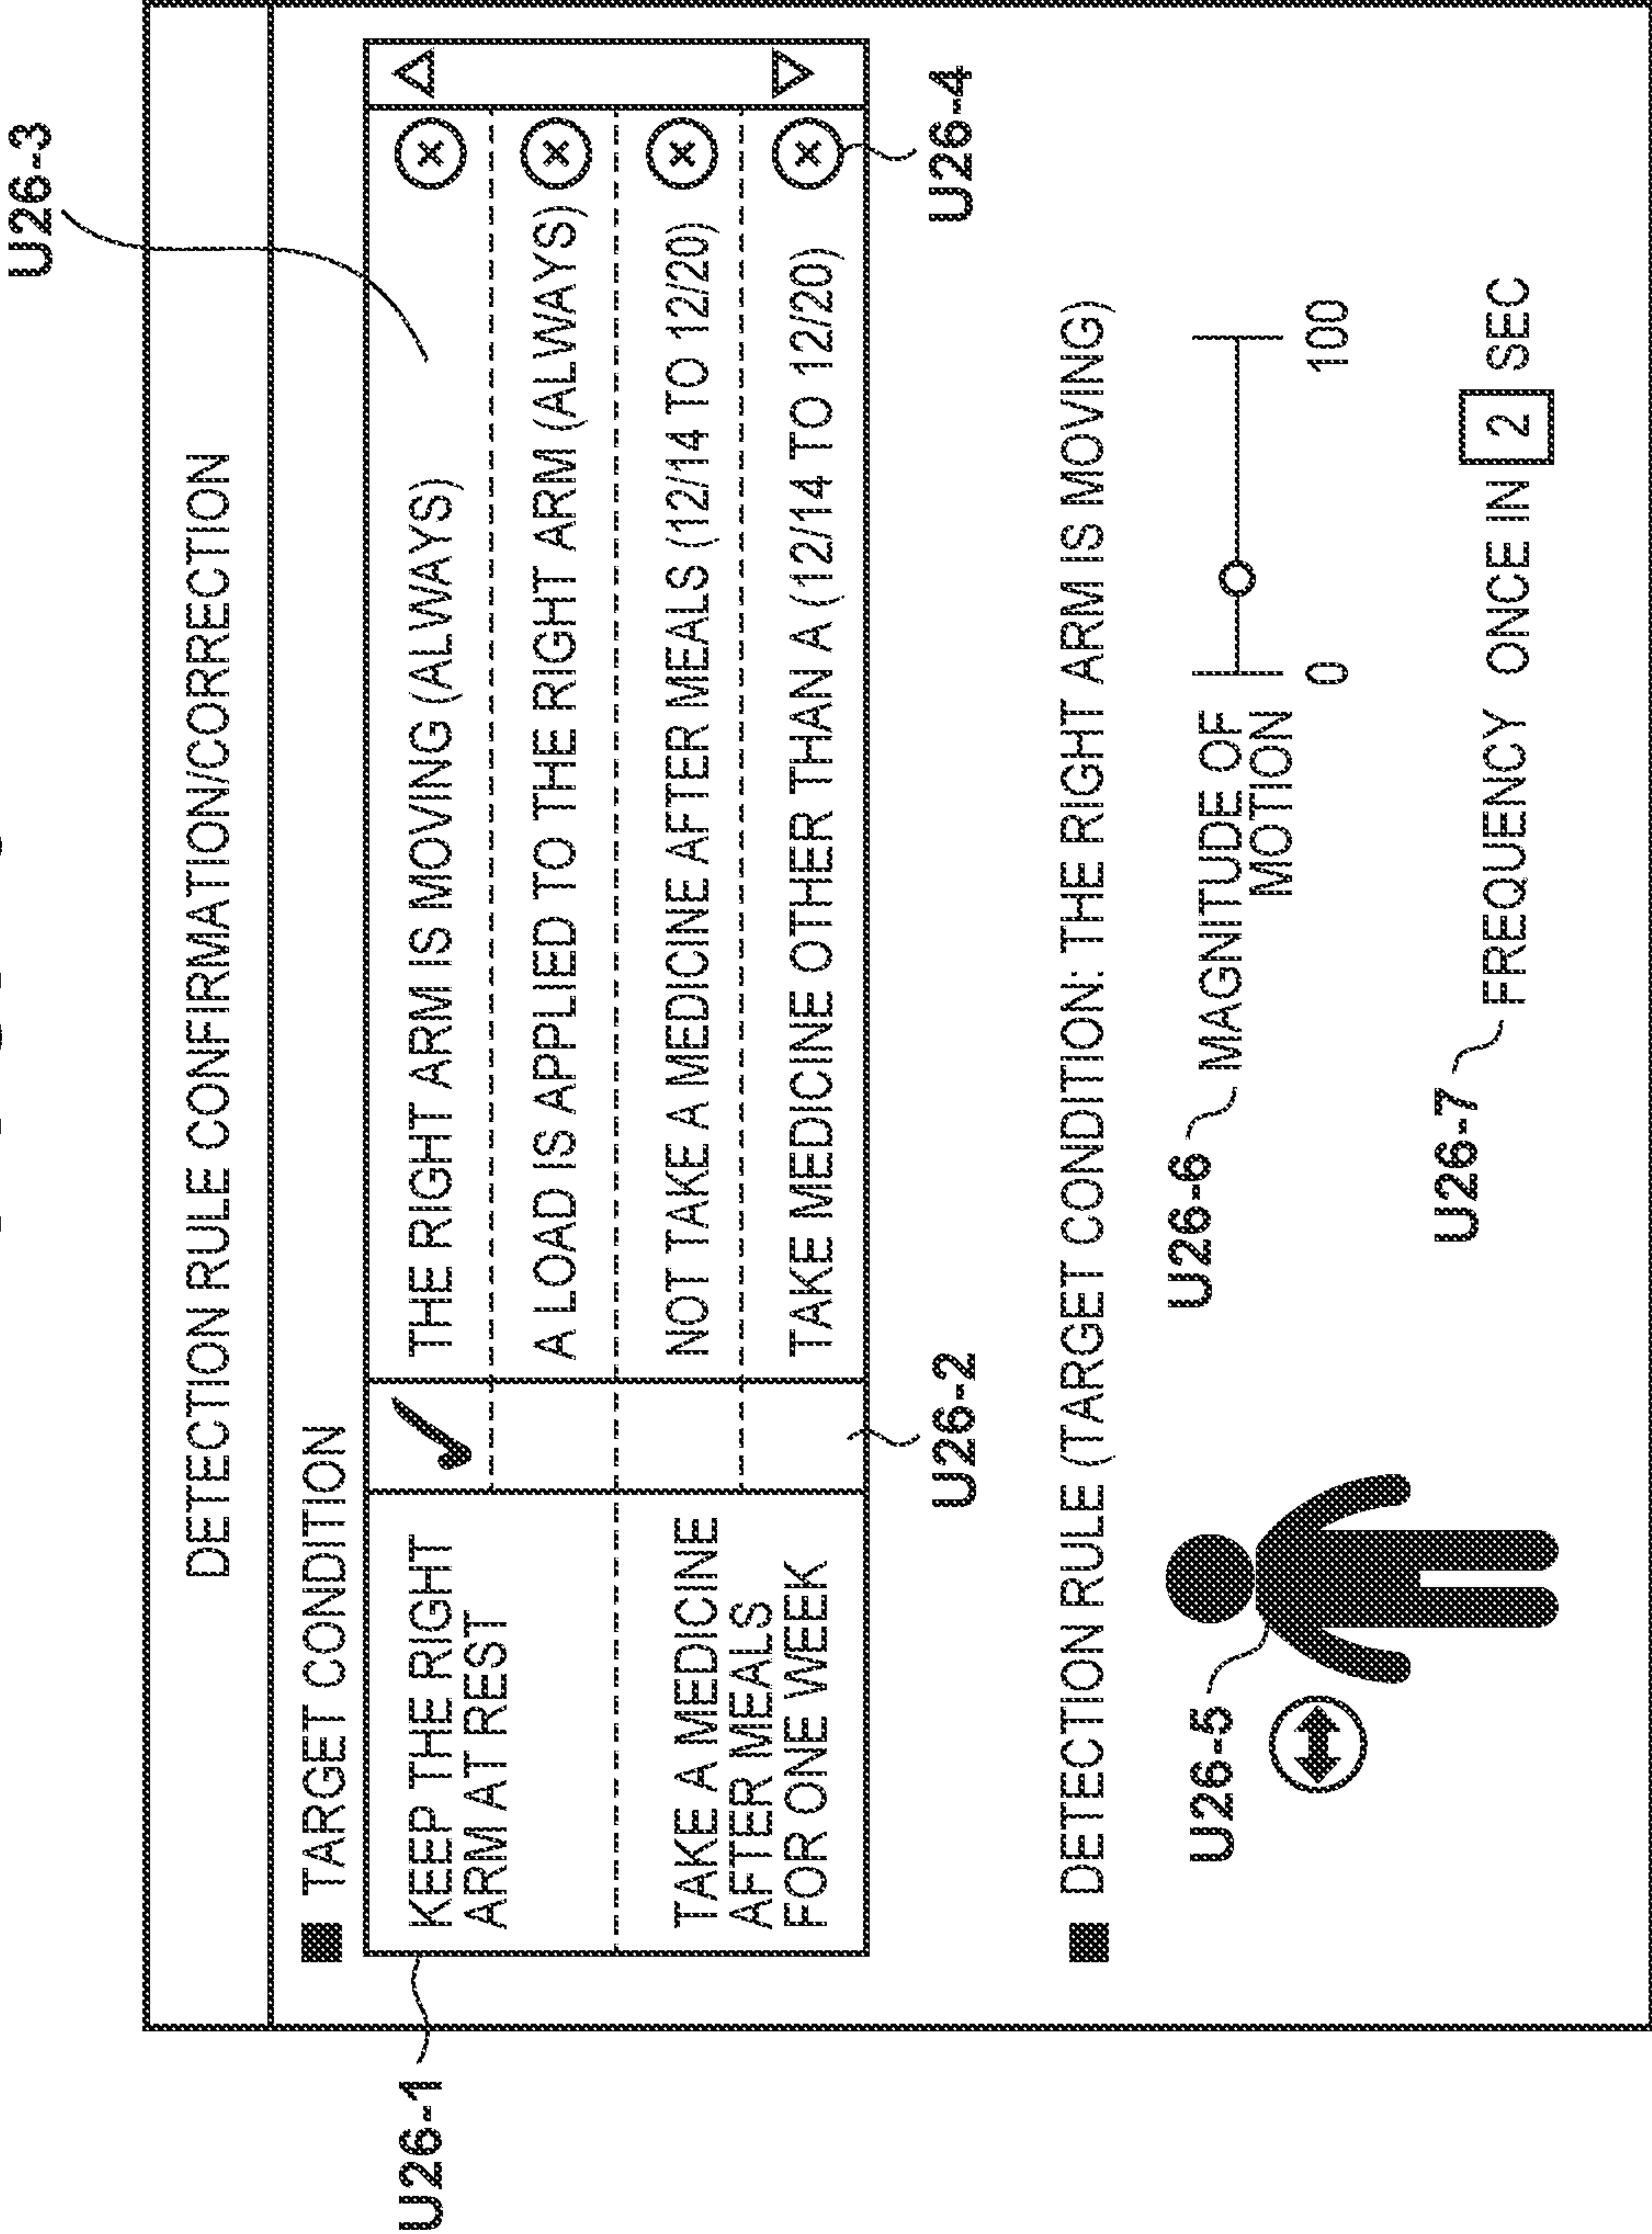 U26-3
DETECTION RULE CONFIRMATION/CORRECTION
TARGET CONDITION
U26-1
KEEP THE RIGHT
ARM AT REST
THE RIGHT ARM IS MOVING (ALWAYS)
A LOAD IS APPLIED TO THE RIGHT ARM (ALWAYS)
TAKE A MEDICINE
AFTER MEALS
FOR ONE WEEK
NOT TAKE A MEDICINE AFTER MEALS (12/14 TO 12/20)
TAKE MEDICINE OTHER THAN A (12/14 TO 12/20)
U26-2
U26-4
DETECTION RULE (TARGET CONDITION: THE RIGHT ARM IS MOVING)
U26-5
U26-6
MAGNITUDE OF
MOTION
0
100
U26-7
FREQUENCY ONCE IN 2 SEC